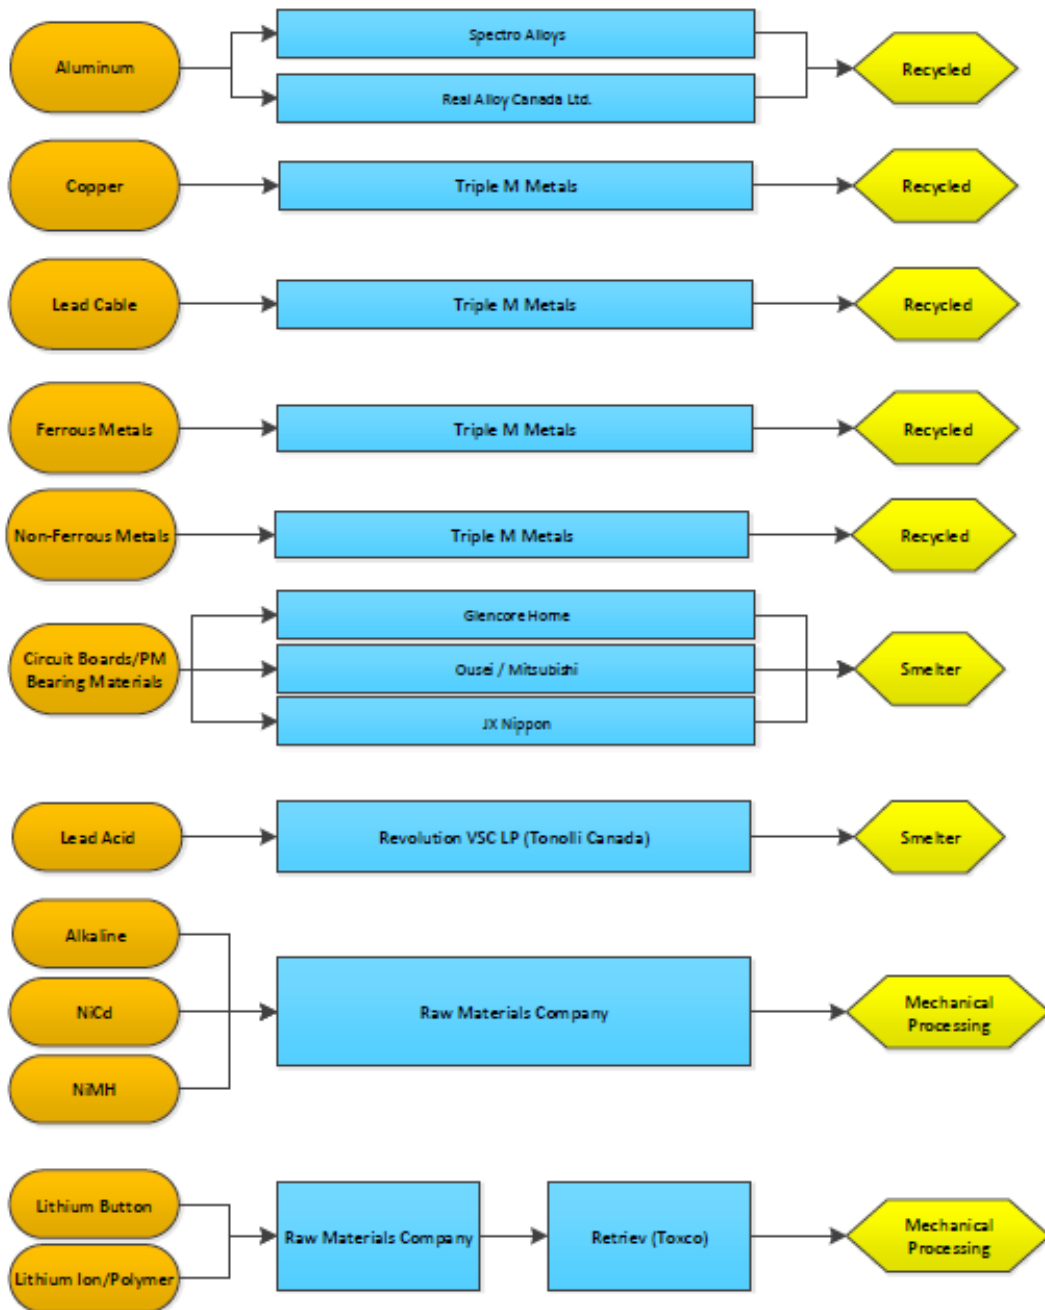 Aluminum
Spectro Alloys
Real Alloy Canada Ltd.
Recycled
Copper
Triple M Metals
Recycled
Lead Cable
Triple M Metals
Recycled
Ferrous Metals
Triple M Metals
Recycled
Non-Ferrous Metals
Triple M Metals
Recycled
Circuit Boards/PM
Bearing Materials
Glencore Home
Ousei / Mitsubishi
JX Nippon
Smelter
Lead Acid
Revolution VSC LP (Tonolli Canada)
Smelter
Alkaline
NiCd
NiMH
Raw Materials Company
Mechanical
Processing
Lithium Button
Lithium Ion/Polymer
Raw Materials Company
Retriev (Toxco)
Mechanical
Processing